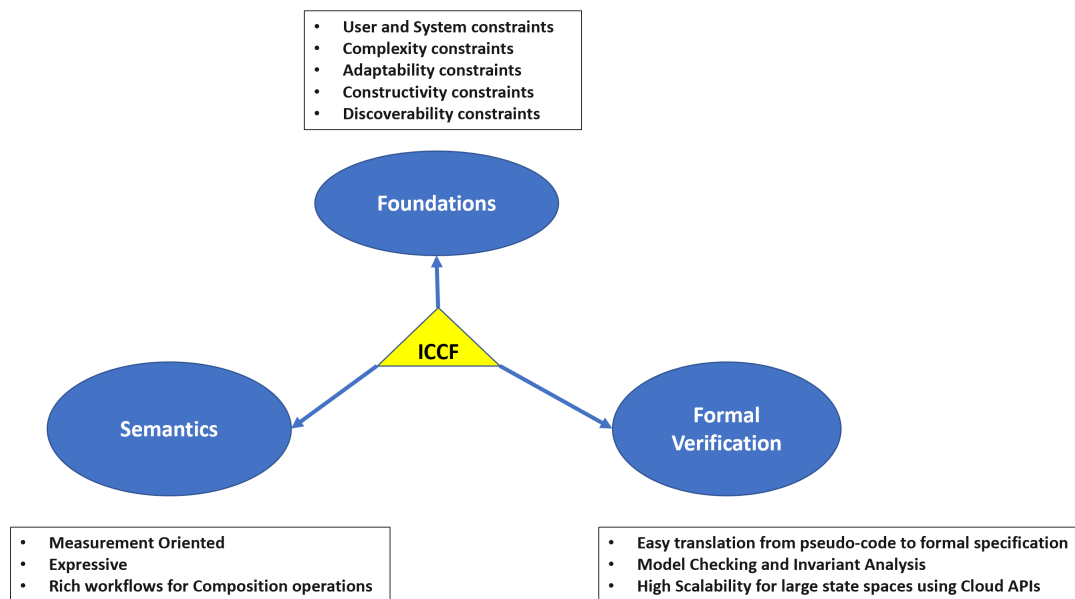 • User and System constraints
• Complexity constraints
• Adaptability constraints
• Constructivity constraints
• Discoverability constraints
Foundations
ICCF
Semantics
Formal
Verification
• Measurement Oriented
• Expressive
• Rich workflows for Composition operations
• Easy translation from pseudo-code to formal specification
• Model Checking and Invariant Analysis
• High Scalability for large state spaces using Cloud APIs